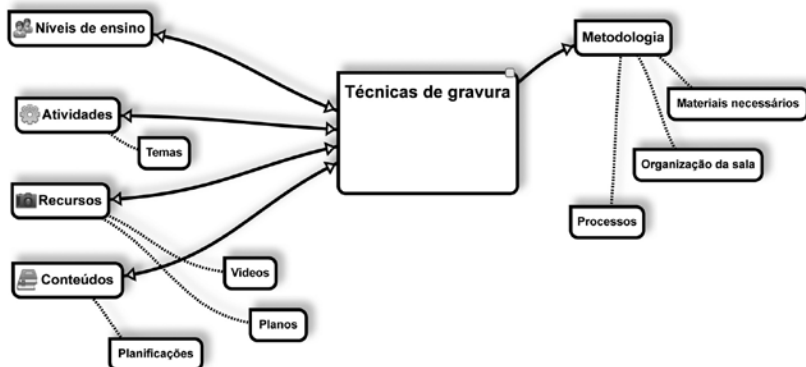 Níveis de ensino
Atividades
Temas
Recursos
Conteúdos
Videos
Planos
Planificações
Técnicas de gravura
Metodologia
Materiais necessários
Organização da sala
Processos